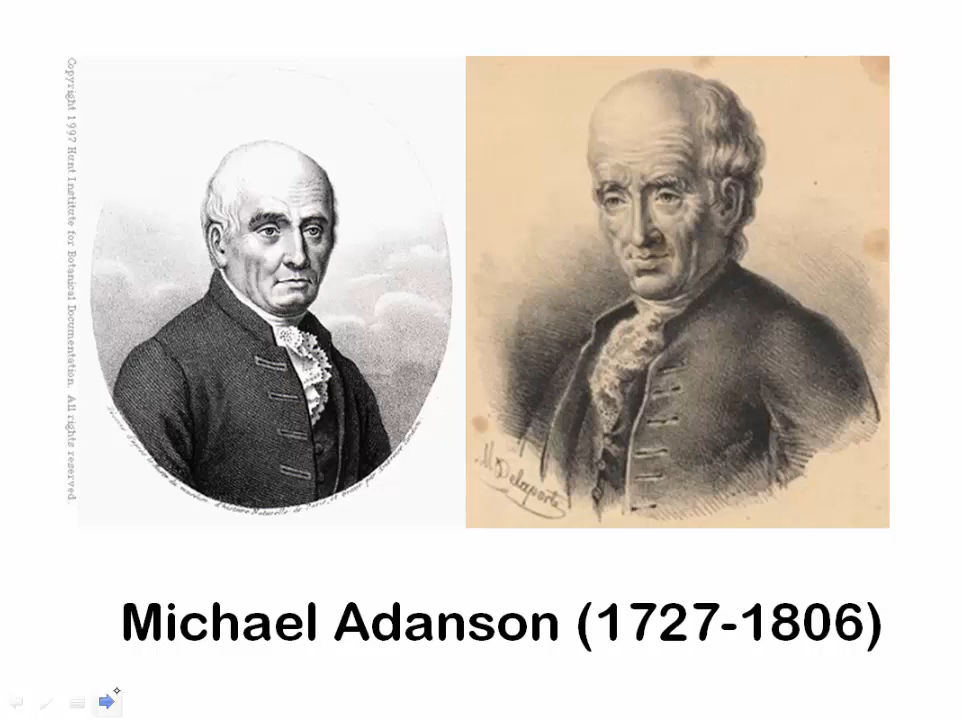 Copyright 1997 Hunt Institute for Botanical Documentation. All rights reserved.
M Delaporte
Michael Adanson (1727-1806)